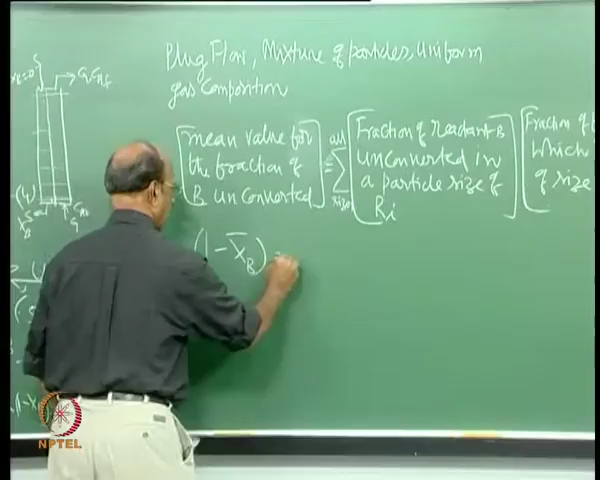 Plug Flow, Mixture of particles, Uniform
gas Composition
mean value for
the fraction of
B unconverted
=
all
Σ
sizes
Fraction of reactant B
unconverted in
a particle size of
Ri
Fraction of
which
of size
(1 - X̄B) =
NPTEL